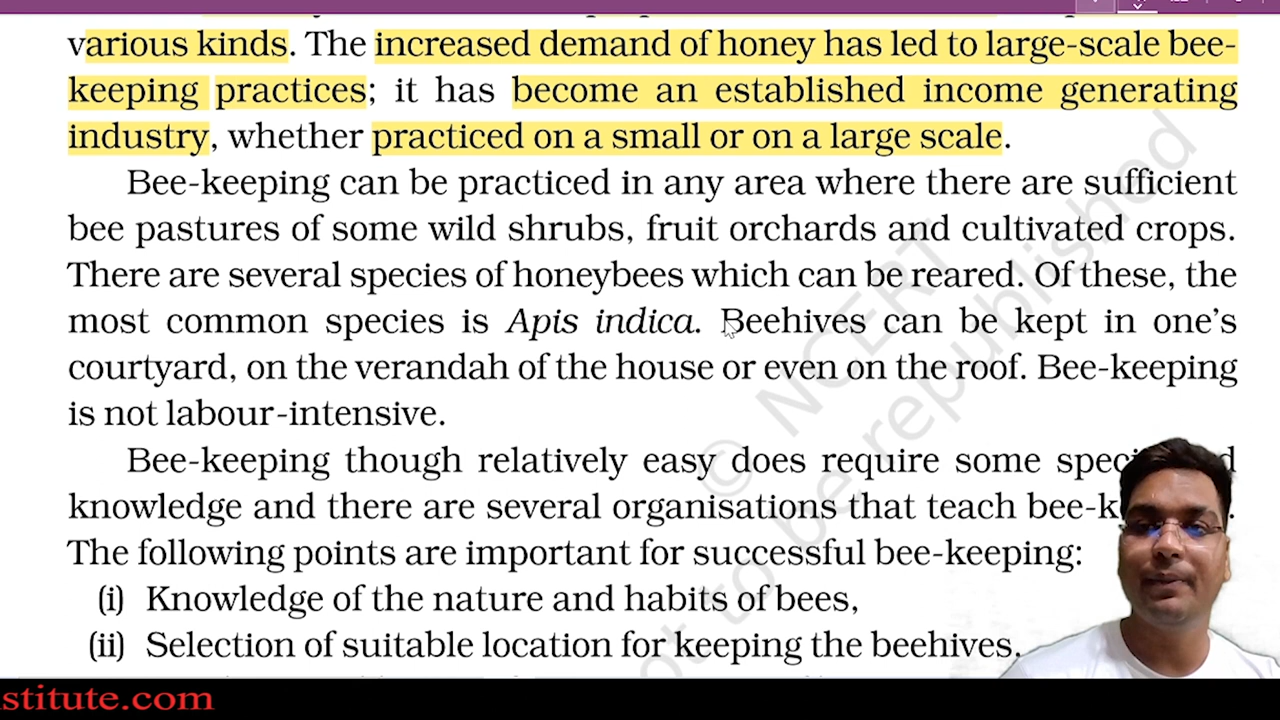 various kinds. The increased demand of honey has led to large-scale bee-
keeping practices; it has become an established income generating
industry, whether practiced on a small or on a large scale.
Bee-keeping can be practiced in any area where there are sufficient
bee pastures of some wild shrubs, fruit orchards and cultivated crops.
There are several species of honeybees which can be reared. Of these, the
most common species is Apis indica. Beehives can be kept in one's
courtyard, on the verandah of the house or even on the roof. Bee-keeping
is not labour-intensive.
Bee-keeping though relatively easy does require some
knowledge and there are several organisations that teach
The following points are important for successful bee-keeping:
(i) Knowledge of the nature and habits of bees,
(ii) Selection of suitable location for keeping the beehives,
© NCERT
not to be republished
stitute.com